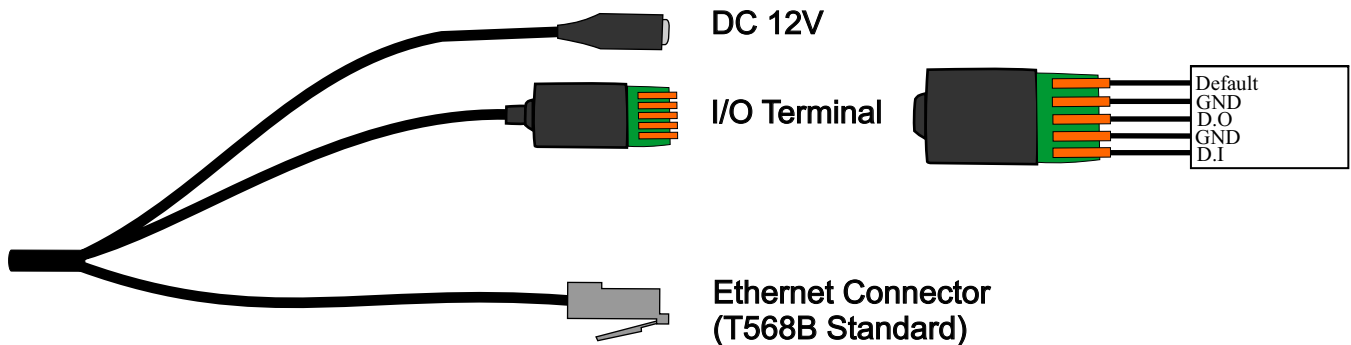 DC 12V
I/O Terminal
Default
GND
D.O
GND
D.I
Ethernet Connector
(T568B Standard)